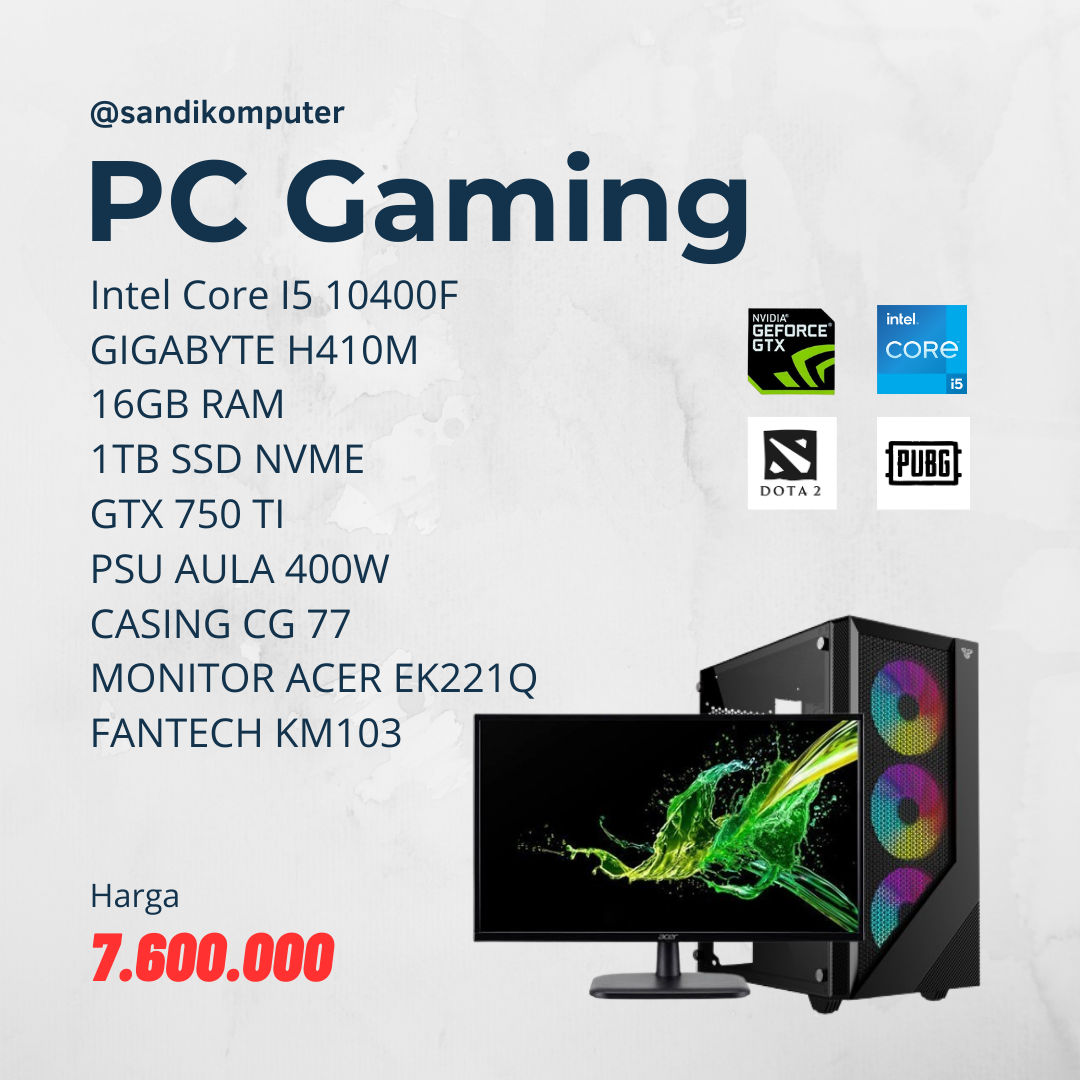 @sandikomputer
PC Gaming
Intel Core I5 10400F
GIGABYTE H410M
16GB RAM
1TB SSD NVME
GTX 750 TI
PSU AULA 400W
CASING CG 77
MONITOR ACER EK221Q
FANTECH KM103
NVIDIA®
GEFORCE®
GTX
intel.
CORE
i5
DOTA 2
PUBG
acer
Harga
7.600.000